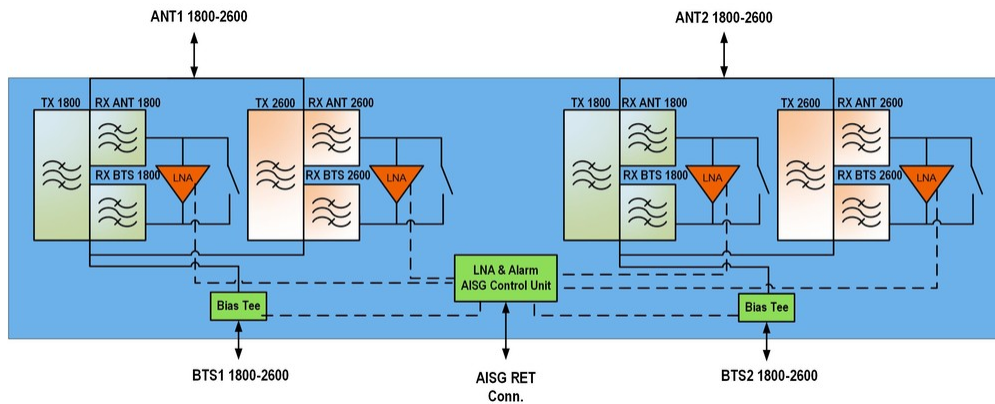 ANT1 1800-2600
ANT2 1800-2600
TX 1800
RX ANT 1800
TX 2600
RX ANT 2600
TX 1800
RX ANT 1800
TX 2600
RX ANT 2600
RX BTS 1800
LNA
RX BTS 2600
LNA
RX BTS 1800
LNA
RX BTS 2600
LNA
LNA & Alarm
AISG Control Unit
Bias Tee
Bias Tee
BTS1 1800-2600
AISG RET
Conn.
BTS2 1800-2600